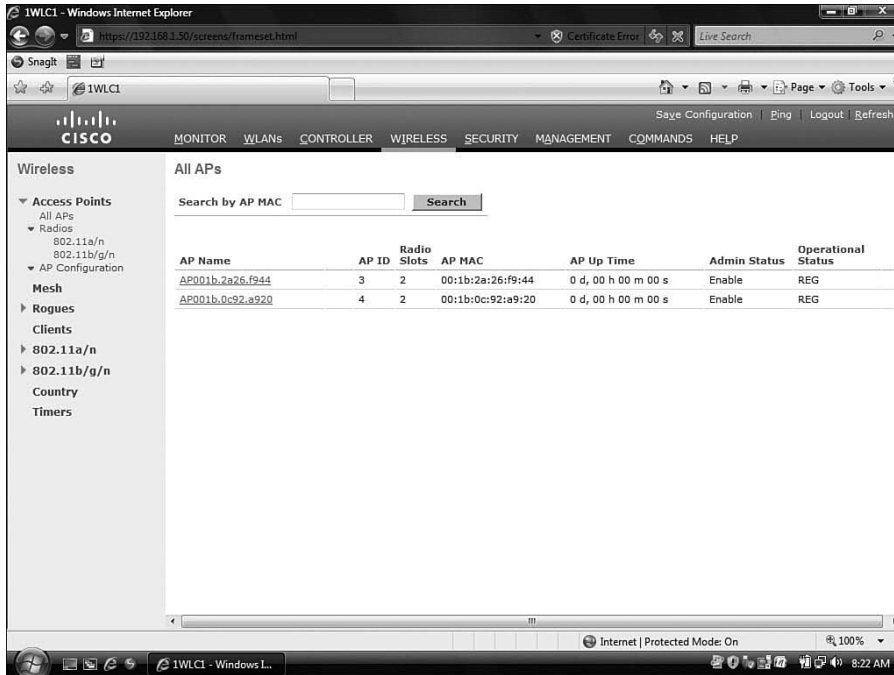 1WLC1 - Windows Internet Explorer
https://192.168.1.50/screens/frameset.html Certificate Error Live Search
SnagIt
1WLC1 Page Tools
Save Configuration | Ping | Logout | Refresh
CISCO MONITOR WLANs CONTROLLER WIRELESS SECURITY MANAGEMENT COMMANDS HELP
Wireless
Access Points
All APs
Radios
802.11a/n
802.11b/g/n
AP Configuration
Mesh
Rogues
Clients
802.11a/n
802.11b/g/n
Country
Timers
All APs
Search by AP MAC Search
AP Name AP ID Radio Slots AP MAC AP Up Time Admin Status Operational Status
AP001b.2a26.f944 3 2 00:1b:2a:26:f9:44 0 d, 00 h 00 m 00 s Enable REG
AP001b.0c92.a920 4 2 00:1b:0c:92:a9:20 0 d, 00 h 00 m 00 s Enable REG
Internet | Protected Mode: On 100%
1WLC1 - Windows I... 8:22 AM